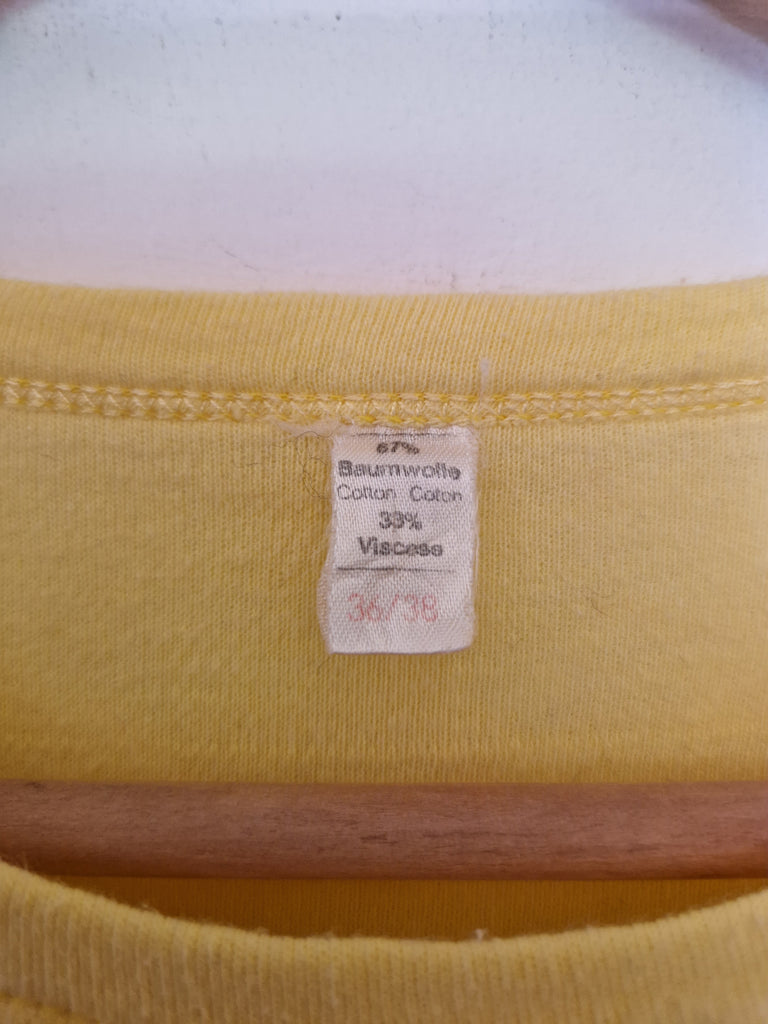 67%
Baumwolle
Cotton Coton
33%
Viscose
36/38